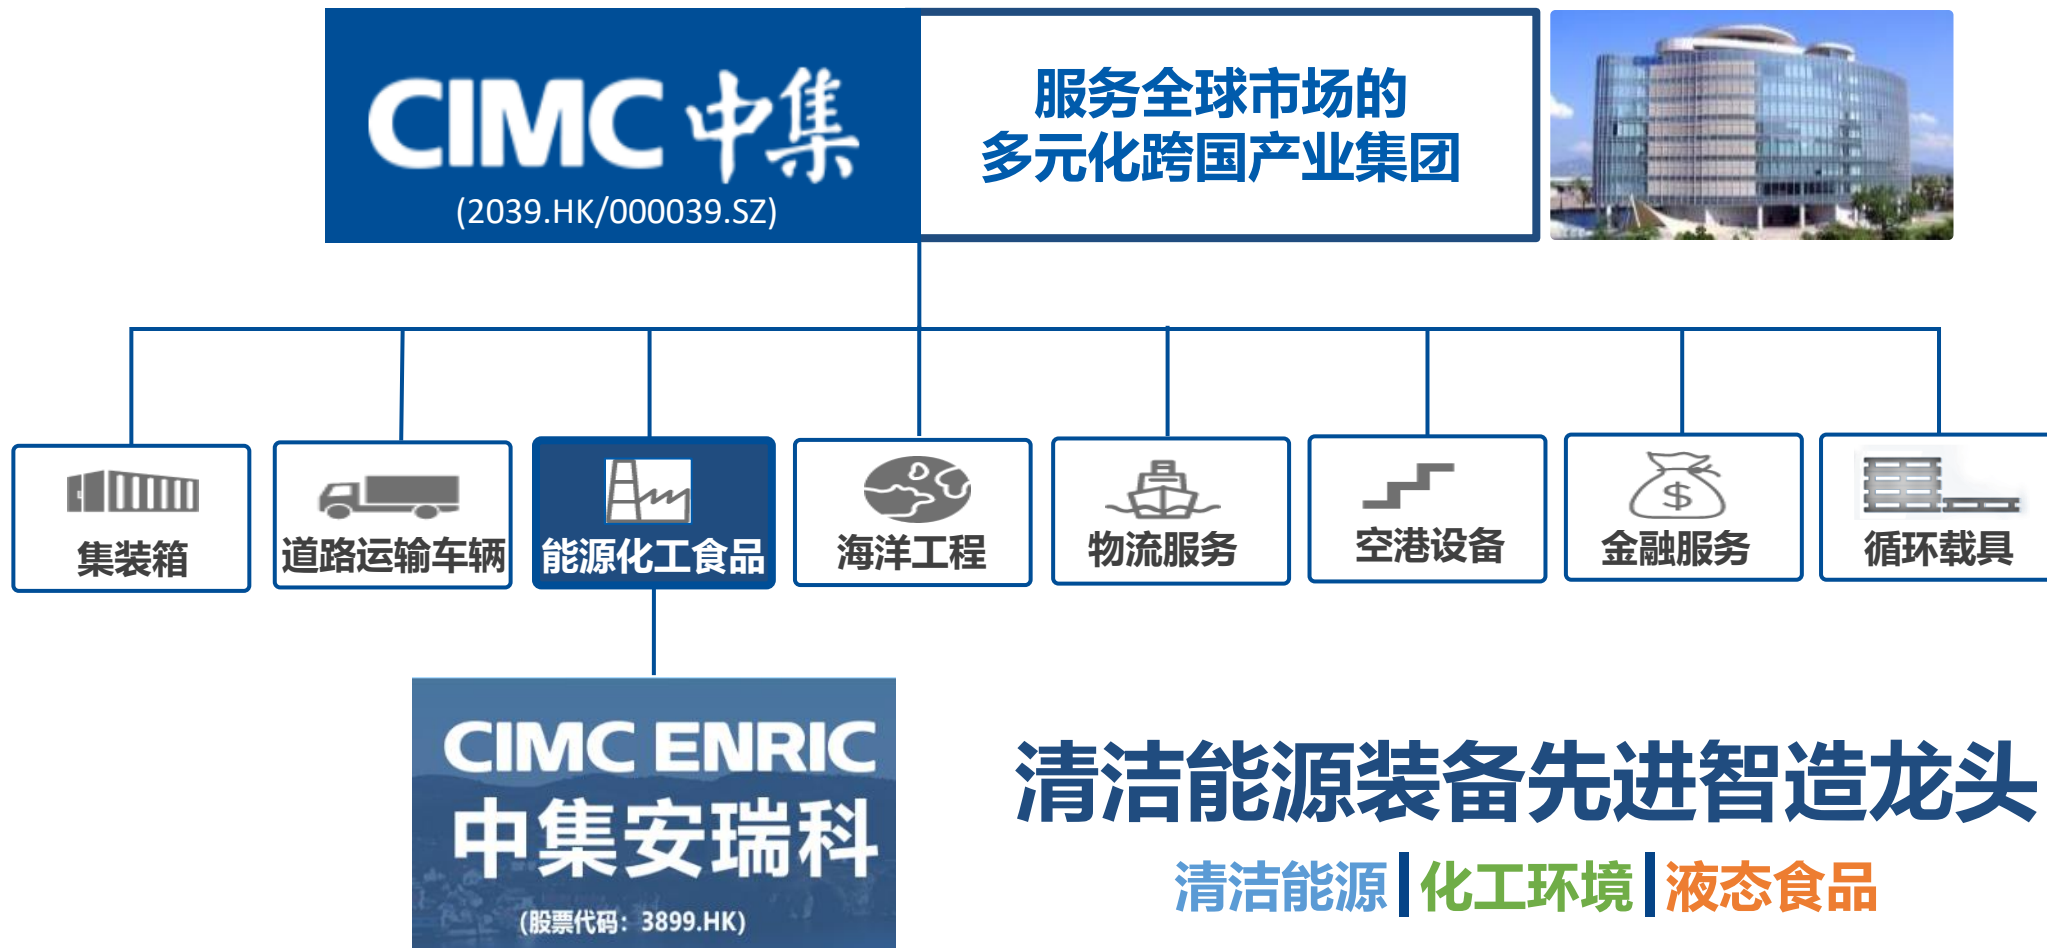 CIMC 中集
(2039.HK/000039.SZ)
服务全球市场的
多元化跨国产业集团
集装箱
道路运输车辆
能源化工食品
海洋工程
物流服务
空港设备
$
金融服务
循环载具
CIMC ENRIC
中集安瑞科
(股票代码：3899.HK)
清洁能源装备先进智造龙头
清洁能源|化工环境|液态食品